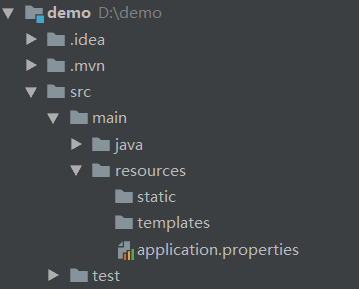 demo D:\demo
.idea
.mvn
src
main
java
resources
static
templates
application.properties
test